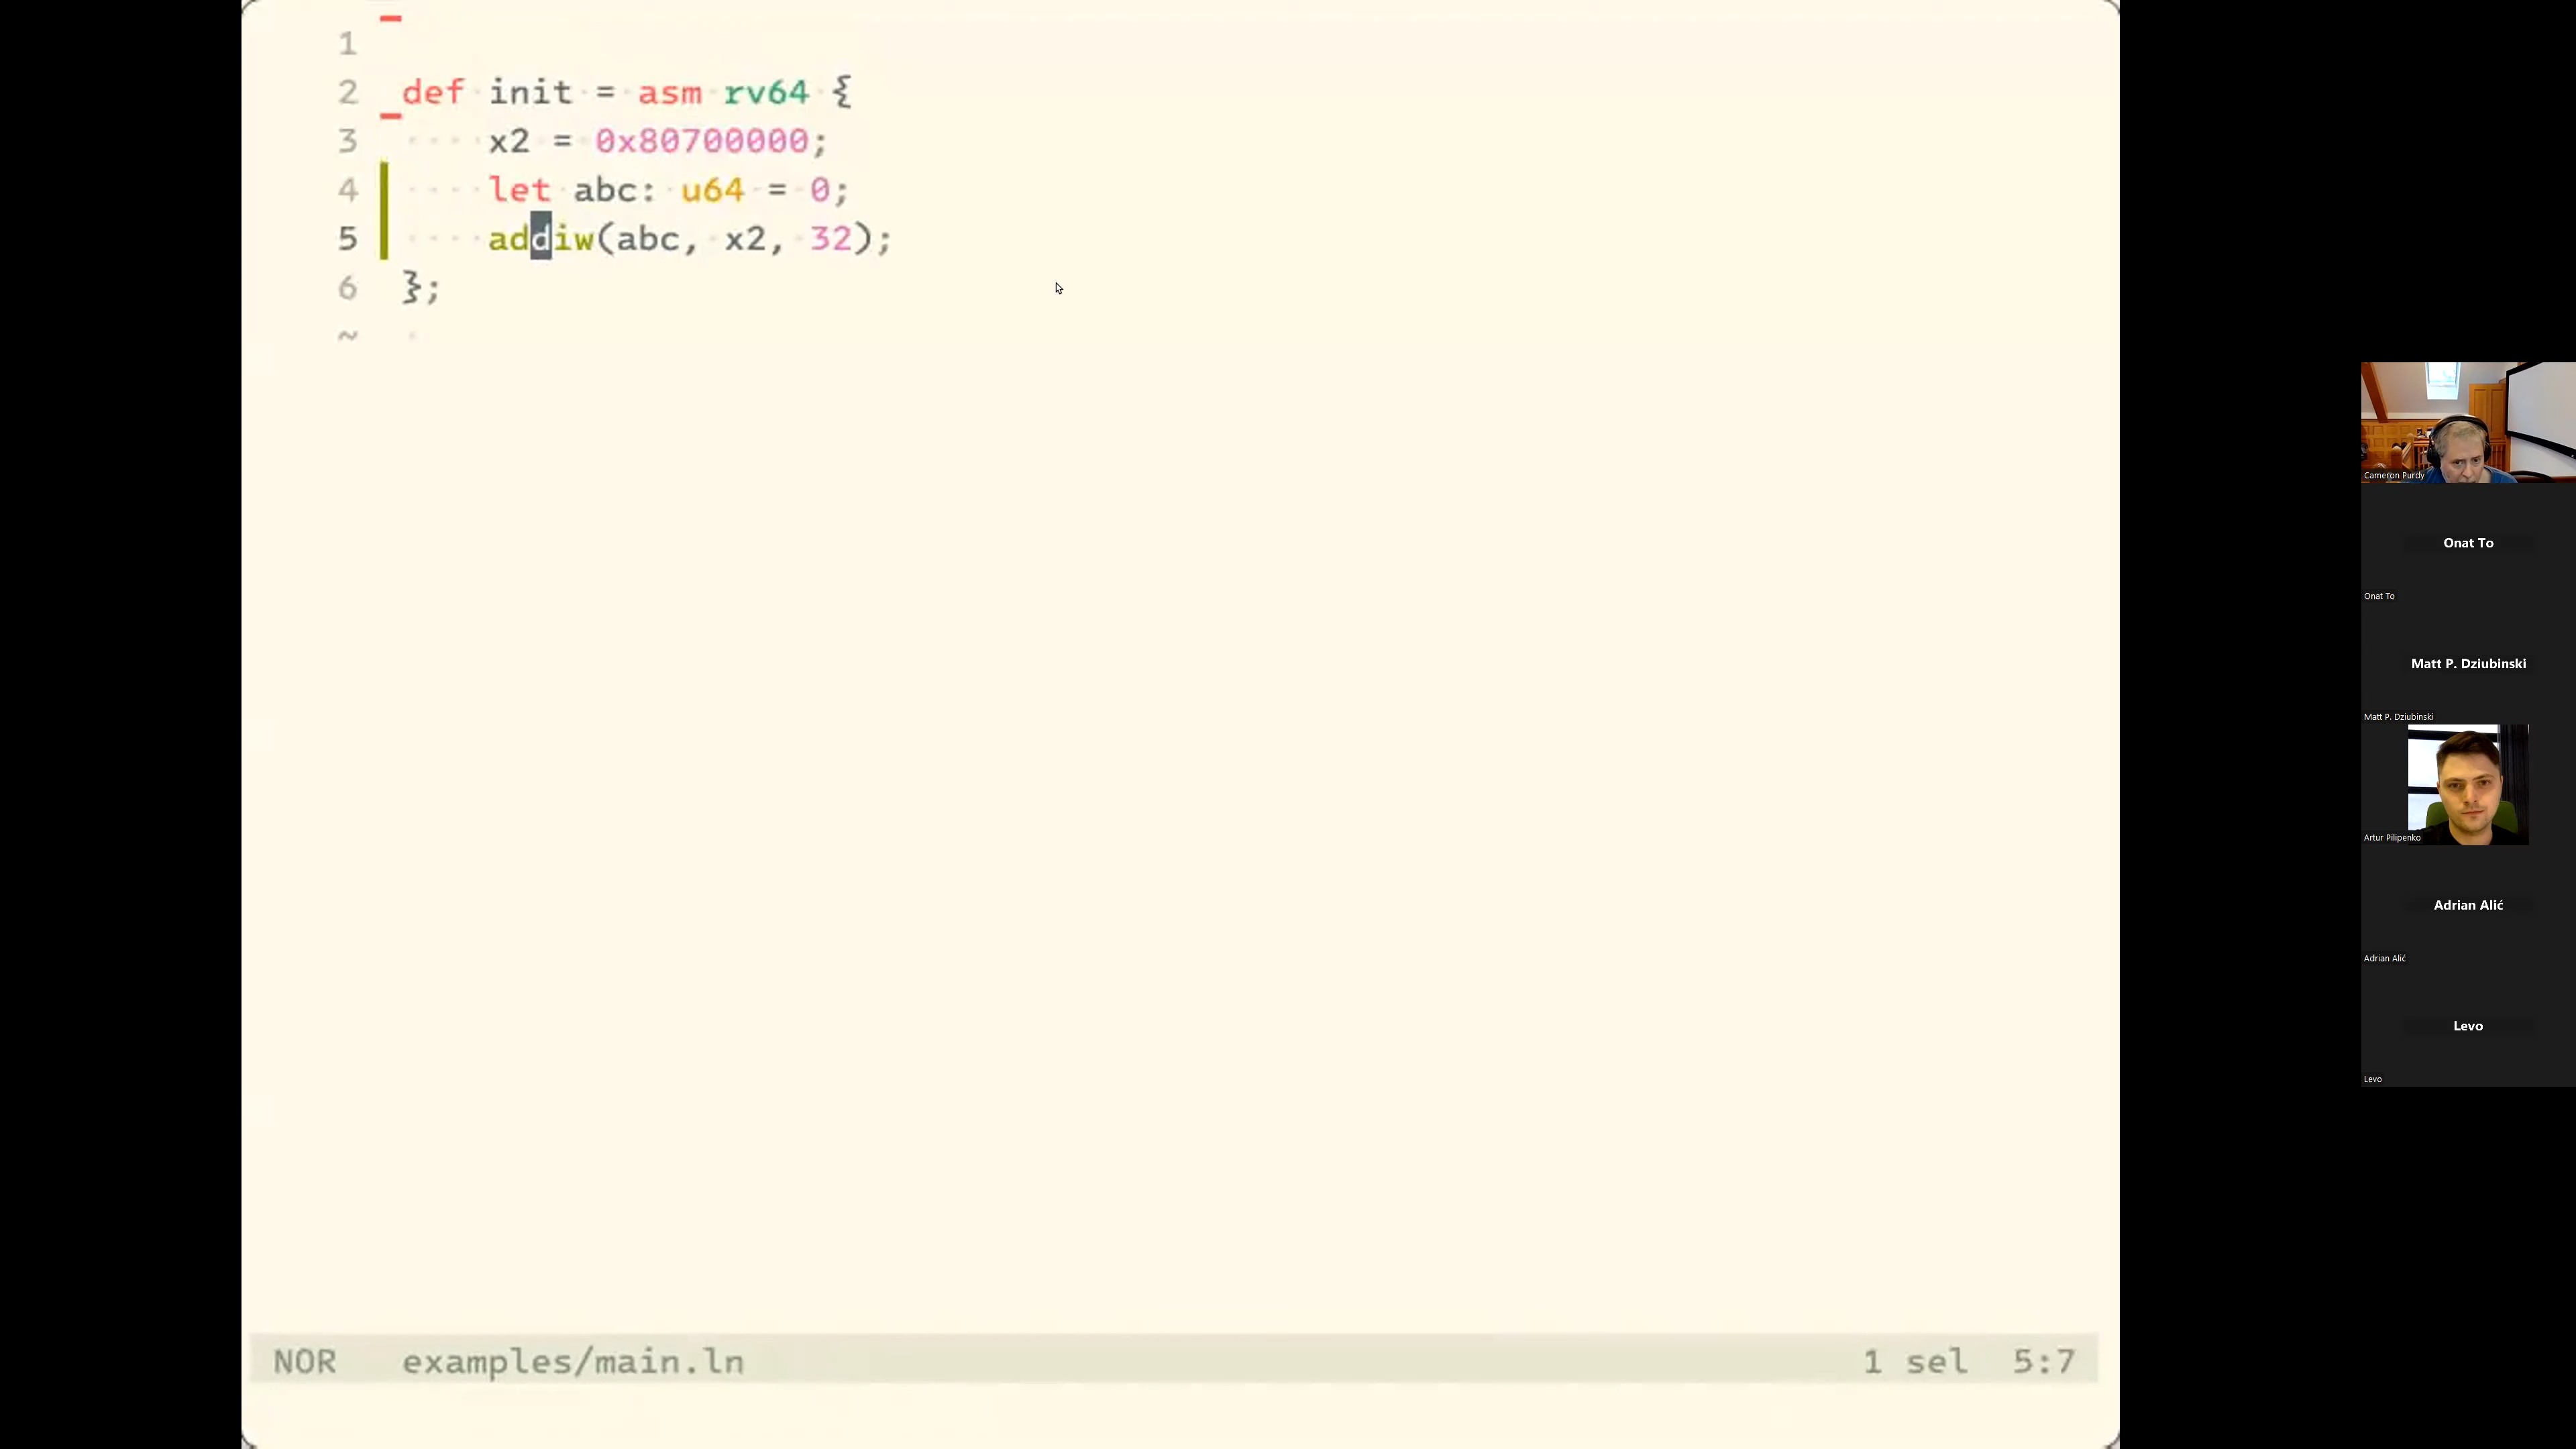 1
2 def init = asm rv64 {
3 x2 = 0x80700000;
4 let abc: u64 = 0;
5 addiw(abc, x2, 32);
6 };
~
NOR examples/main.ln 1 sel 5:7
Cameron Purdy
Onat To
Onat To
Matt P. Dziubinski
Matt P. Dziubinski
Artur Pilipenko
Adrian Alić
Adrian Alić
Levo
Levo